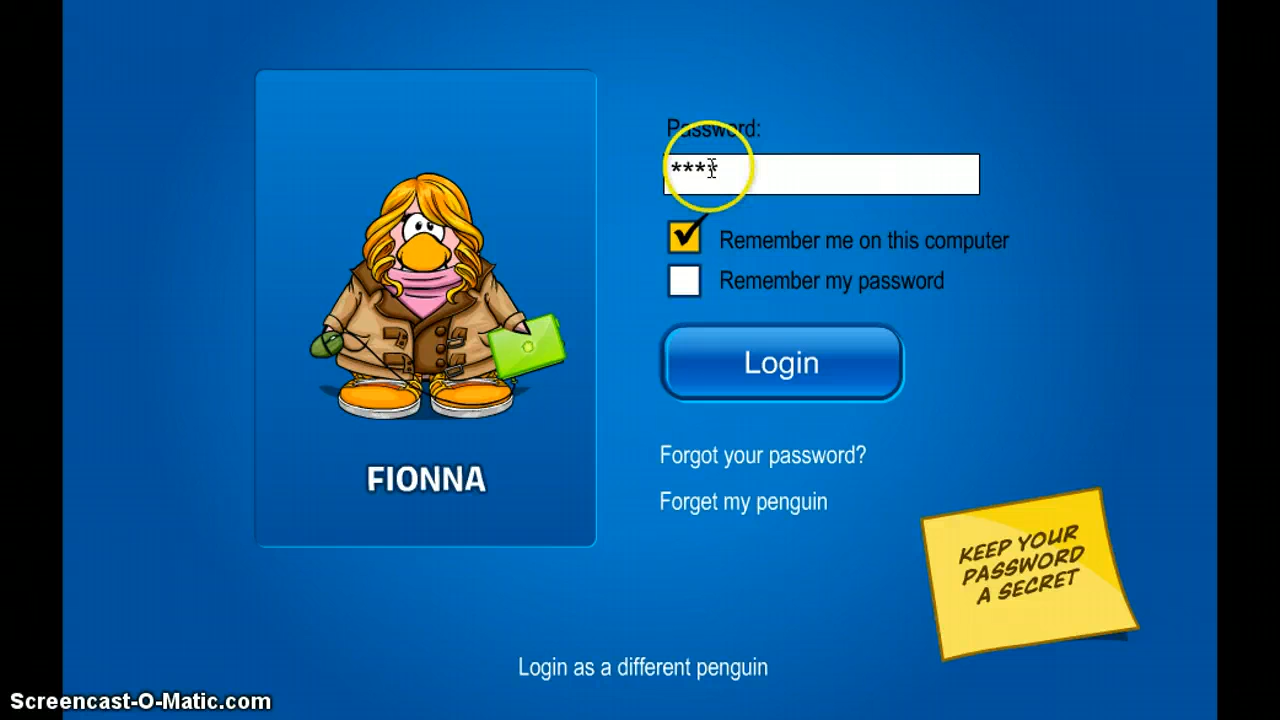 Password:
****
Remember me on this computer
Remember my password
Login
Forgot your password?
FIONNA
Forget my penguin
KEEP YOUR
PASSWORD
A SECRET
Login as a different penguin
Screencast-O-Matic.com